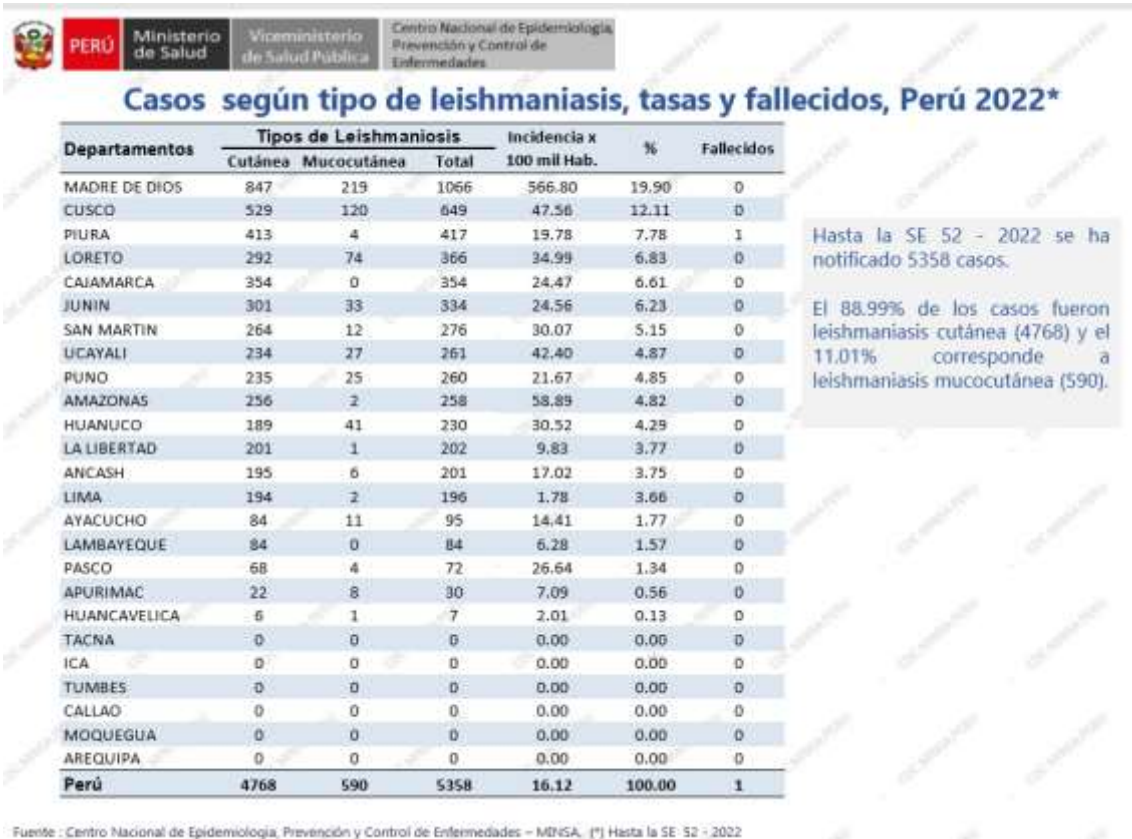 PERÚ
Ministerio
de Salud
Viceministerio
de Salud Pública
Centro Nacional de Epidemiología,
Prevención y Control de
Enfermedades
Casos según tipo de leishmaniasis, tasas y fallecidos, Perú 2022*
Departamentos Tipos de Leishmaniosis Incidencia x % Fallecidos
Cutánea Mucocutánea Total 100 mil Hab.
MADRE DE DIOS 847 219 1066 566.80 19.90 0
CUSCO 529 120 649 47.56 12.11 0
PIURA 413 4 417 19.78 7.78 1
LORETO 292 74 366 34.99 6.83 0
CAJAMARCA 354 0 354 24.47 6.61 0
JUNIN 301 33 334 24.56 6.23 0
SAN MARTIN 264 12 276 30.07 5.15 0
UCAYALI 234 27 261 42.40 4.87 0
PUNO 235 25 260 21.67 4.85 0
AMAZONAS 256 2 258 58.89 4.82 0
HUANUCO 189 41 230 30.52 4.29 0
LA LIBERTAD 201 1 202 9.83 3.77 0
ANCASH 195 6 201 17.02 3.75 0
LIMA 194 2 196 1.78 3.66 0
AYACUCHO 84 11 95 14.41 1.77 0
LAMBAYEQUE 84 0 84 6.28 1.57 0
PASCO 68 4 72 26.64 1.34 0
APURIMAC 22 8 30 7.09 0.56 0
HUANCAVELICA 6 1 7 2.01 0.13 0
TACNA 0 0 0 0.00 0.00 0
ICA 0 0 0 0.00 0.00 0
TUMBES 0 0 0 0.00 0.00 0
CALLAO 0 0 0 0.00 0.00 0
MOQUEGUA 0 0 0 0.00 0.00 0
AREQUIPA 0 0 0 0.00 0.00 0
Perú 4768 590 5358 16.12 100.00 1
Hasta la SE 52 - 2022 se ha
notificado 5358 casos.
El 88.99% de los casos fueron
leishmaniasis cutánea (4768) y el
11.01% corresponde a
leishmaniasis mucocutánea (590).
Fuente : Centro Nacional de Epidemiologia, Prevención y Control de Enfermedades – MINSA. (*) Hasta la SE 52 - 2022